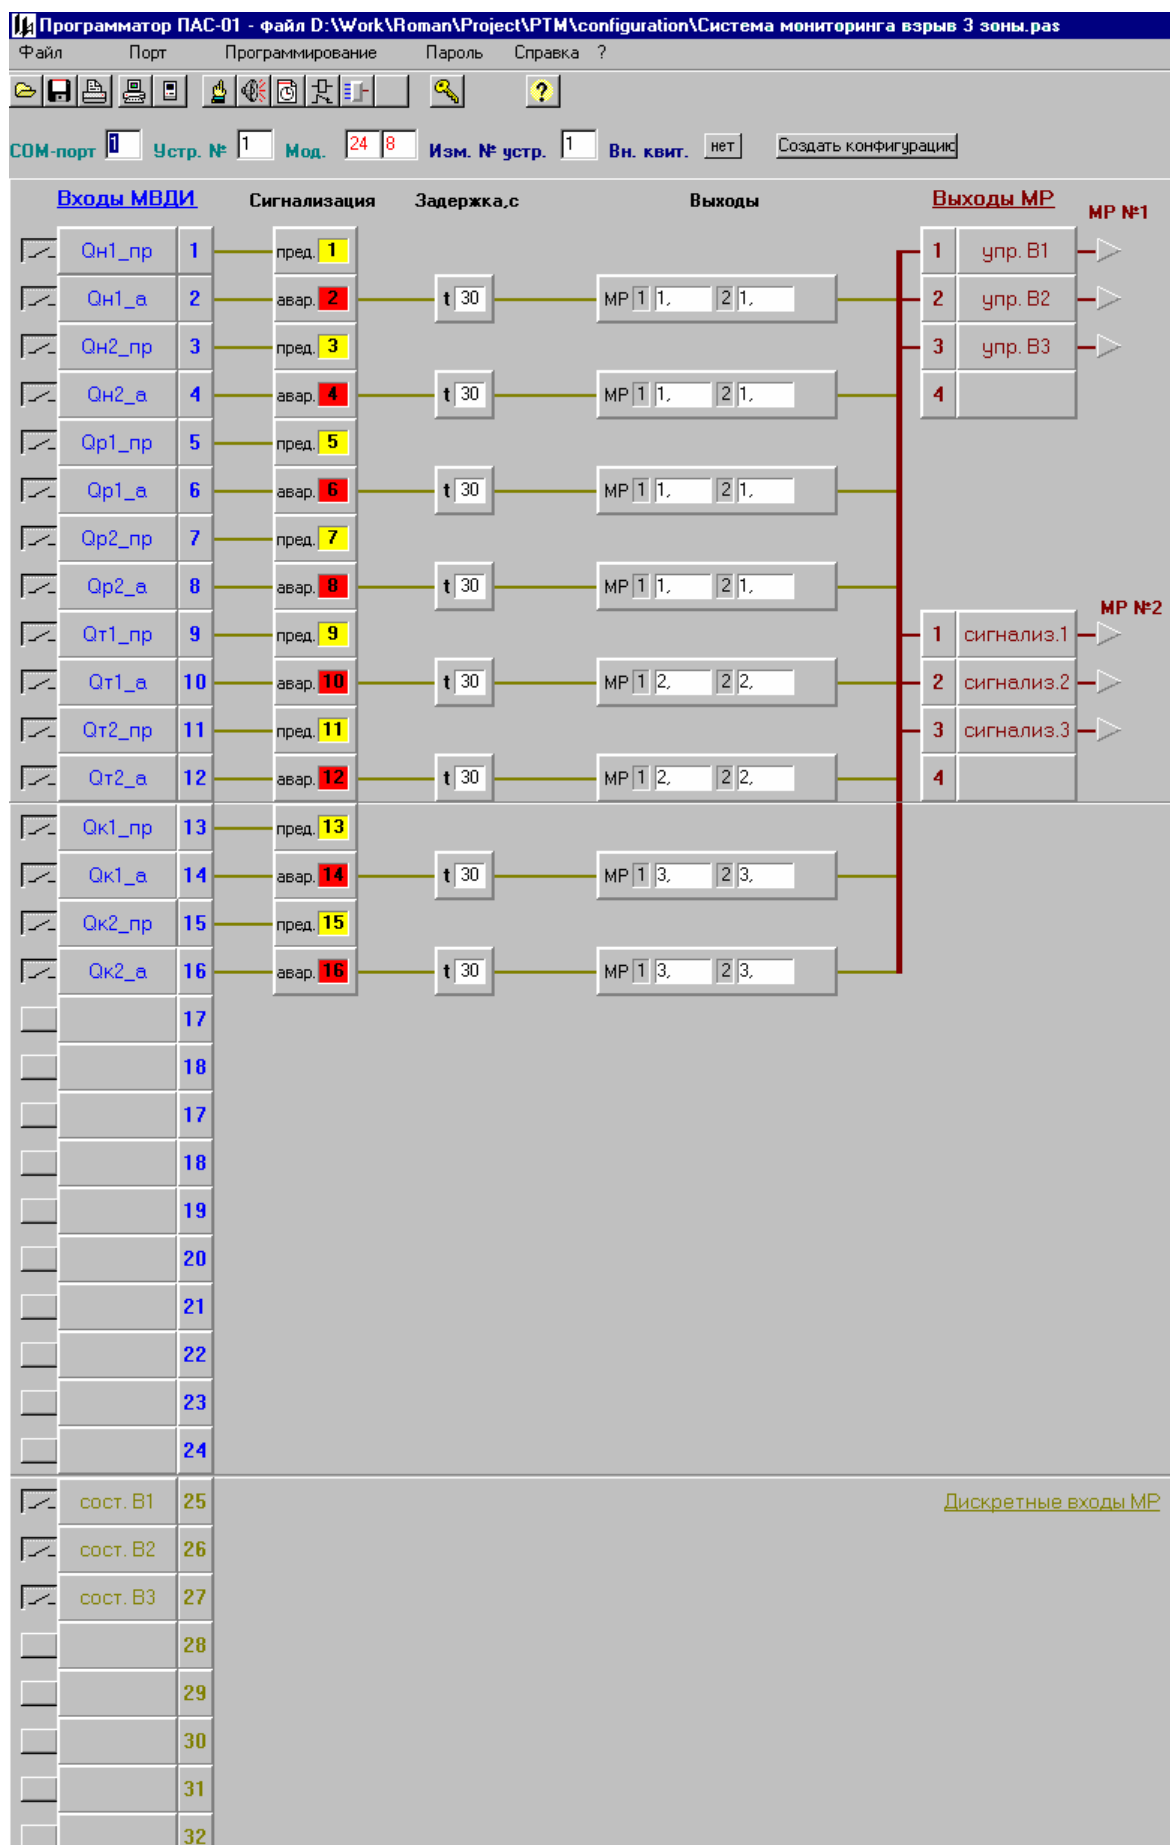 Программатор ПАС-01 - файл D:\Work\Roman\Project\PTM\configuration\Система мониторинга взрыв 3 зоны.pas
Файл Порт Программирование Пароль Справка ?
COM-порт 1 Устр. № 1 Мод. 24 8 Изм. № устр. 1 Вн. квит. нет Создать конфигурацию
Входы МВДИ Сигнализация Задержка,с Выходы Выходы МР МР №1
Qн1_пр 1 пред. 1 1 упр. В1
Qн1_а 2 авар. 2 t 30 МР 1 1, 2 1, 2 упр. В2
Qн2_пр 3 пред. 3 3 упр. В3
Qн2_а 4 авар. 4 t 30 МР 1 1, 2 1, 4
Qр1_пр 5 пред. 5
Qр1_а 6 авар. 6 t 30 МР 1 1, 2 1,
Qр2_пр 7 пред. 7
Qр2_а 8 авар. 8 t 30 МР 1 1, 2 1,
МР №2
Qт1_пр 9 пред. 9 1 сигнализ.1
Qт1_а 10 авар. 10 t 30 МР 1 2, 2 2, 2 сигнализ.2
Qт2_пр 11 пред. 11 3 сигнализ.3
Qт2_а 12 авар. 12 t 30 МР 1 2, 2 2, 4
Qк1_пр 13 пред. 13
Qк1_а 14 авар. 14 t 30 МР 1 3, 2 3,
Qк2_пр 15 пред. 15
Qк2_а 16 авар. 16 t 30 МР 1 3, 2 3,
17
18
17
18
19
20
21
22
23
24
сост. В1 25 Дискретные входы МР
сост. В2 26
сост. В3 27
28
29
30
31
32